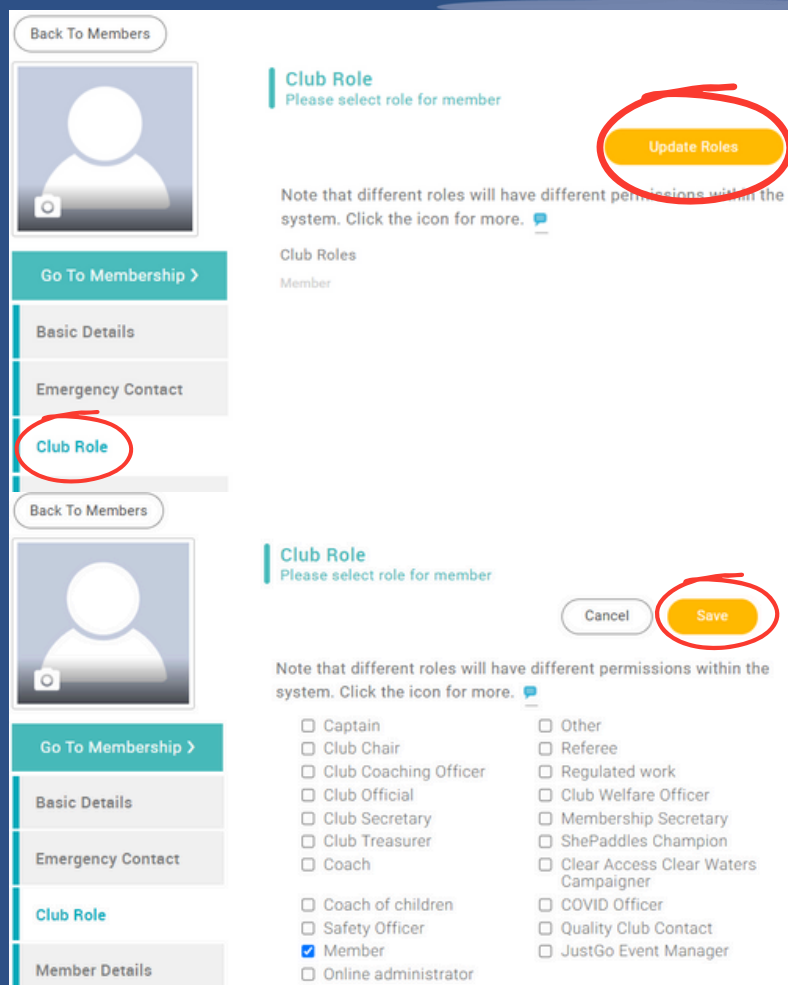 Back To Members
Club Role
Please select role for member
Update Roles
Note that different roles will have different permissions within the
system. Click the icon for more.
Club Roles
Member
Go To Membership >
Basic Details
Emergency Contact
Club Role
Back To Members
Club Role
Please select role for member
Cancel
Save
Note that different roles will have different permissions within the
system. Click the icon for more.
Captain
Club Chair
Club Coaching Officer
Club Official
Club Secretary
Club Treasurer
Coach
Coach of children
Safety Officer
Member
Online administrator
Other
Referee
Regulated work
Club Welfare Officer
Membership Secretary
ShePaddles Champion
Clear Access Clear Waters
Campaigner
COVID Officer
Quality Club Contact
JustGo Event Manager
Go To Membership >
Basic Details
Emergency Contact
Club Role
Member Details